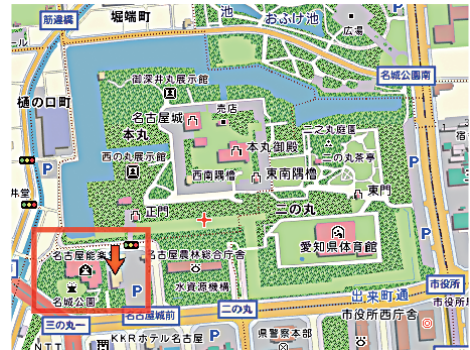 筋違橋
堀端町
池
おふけ池
広場
P
名城公園南
御深井丸展示館
樋の口町
名古屋城
売店
本丸
二之丸庭園
宿
P
西の丸展示館
本丸御殿
二の丸茶亭
西南隅櫓
東南隅櫓
東門
井堂
正門
二の丸
愛知県体育館
P
名古屋能楽堂
名古屋農林総合庁舎
P
水資源機構
名城公園
出来町通
市役所
名古屋城前
二の丸
市役所西庁舎
三の丸一
県警察本部
NTT
KKRホテル名古屋
P